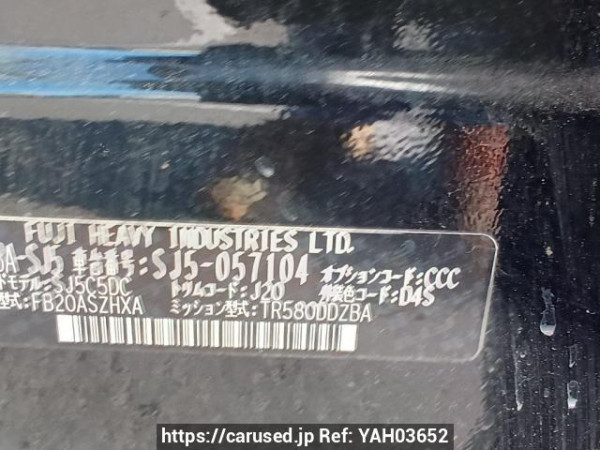 FUJI HEAVY INDUSTRIES LTD.
BA-SJ5 車台番号:SJ5-057104 オプションコード:CCC
ドモデル:SJ5C5DC トリムコード:J20 外装色コード:D4S
型式:FB20ASZHXA ミッション型式:TR580DDZBA
https://carused.jp Ref: YAH03652